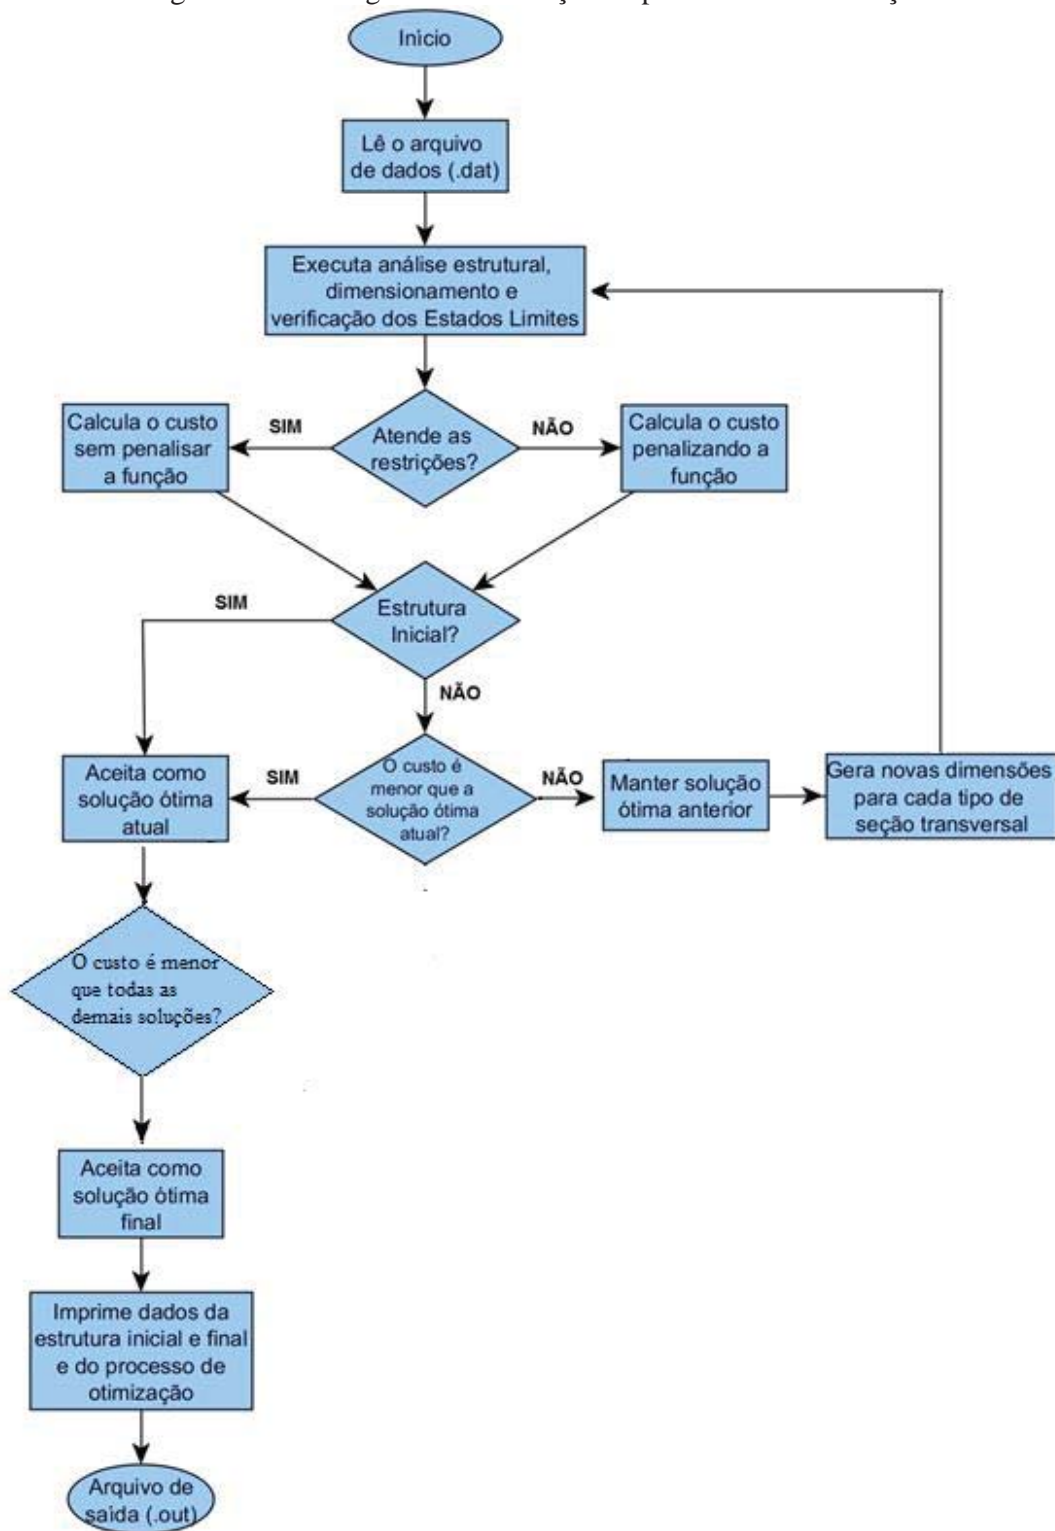 Início
Lê o arquivo
de dados (.dat)
Executa análise estrutural,
dimensionamento e
verificação dos Estados Limites
Calcula o custo
sem penalisar
a função
SIM
Atende as
restrições?
NÃO
Calcula o custo
penalizando a
função
SIM
Estrutura
Inicial?
NÃO
Aceita como
solução ótima
atual
SIM
O custo é
menor que a
solução ótima
atual?
NÃO
Manter solução
ótima anterior
Gera novas dimensões
para cada tipo de
seção transversal
O custo é menor
que todas as
demais soluções?
Aceita como
solução ótima
final
Imprime dados da
estrutura inicial e final
e do processo de
otimização
Arquivo de
saída (.out)